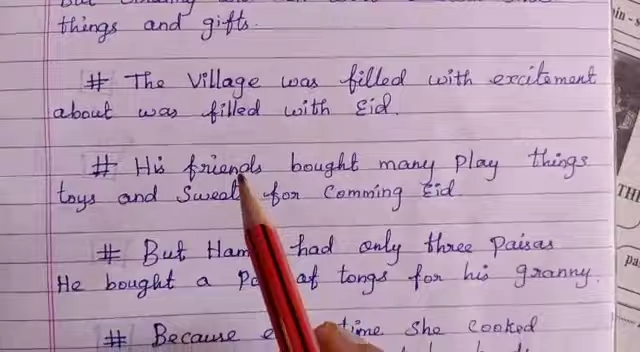 things and gifts.
# The Village was filled with excitement
about was filled with Eid.
# His friends bought many Play things
toys and Sweats for Comming Eid
# But Ham had only three Paisas
He bought a of tongs for his granny.
# Because time She Cooked